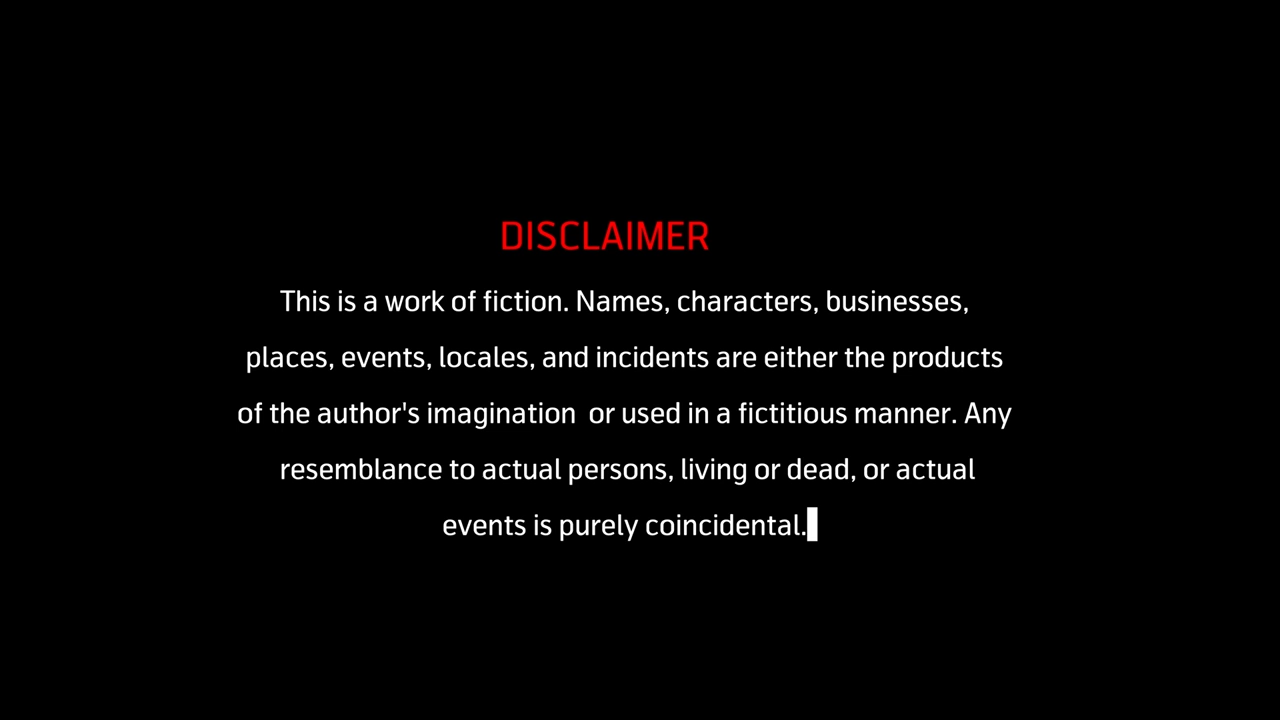 DISCLAIMER
This is a work of fiction. Names, characters, businesses,
places, events, locales, and incidents are either the products
of the author's imagination  or used in a fictitious manner. Any
resemblance to actual persons, living or dead, or actual
events is purely coincidental.